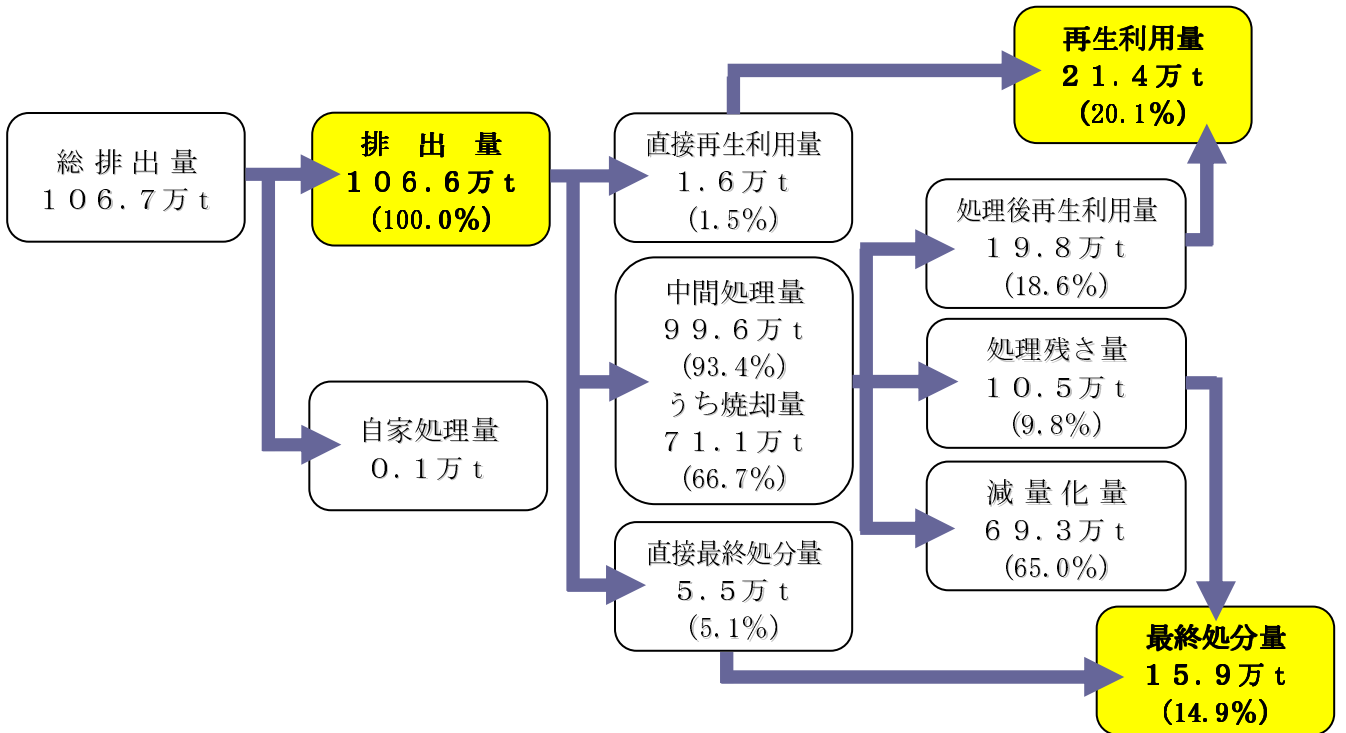 総排出量
１０６.７万ｔ
排　出　量
１０６.６万ｔ
(100.0%)
自家処理量
０.１万ｔ
直接再生利用量
１.６万ｔ
(1.5%)
中間処理量
９９.６万ｔ
(93.4%)
うち焼却量
７１.１万ｔ
(66.7%)
直接最終処分量
５.５万ｔ
(5.1%)
再生利用量
２１.４万ｔ
(20.1%)
処理後再生利用量
１９.８万ｔ
(18.6%)
処理残さ量
１０.５万ｔ
(9.8%)
減量化量
６９.３万ｔ
(65.0%)
最終処分量
１５.９万ｔ
(14.9%)